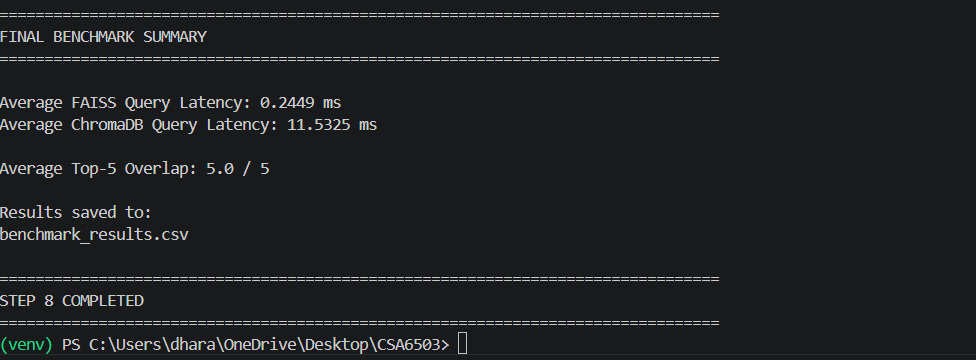 ================================================================================
FINAL BENCHMARK SUMMARY
================================================================================
Average FAISS Query Latency: 0.2449 ms
Average ChromaDB Query Latency: 11.5325 ms
Average Top-5 Overlap: 5.0 / 5
Results saved to:
benchmark_results.csv
================================================================================
STEP 8 COMPLETED
================================================================================
(venv) PS C:\Users\dhara\OneDrive\Desktop\CSA6503>